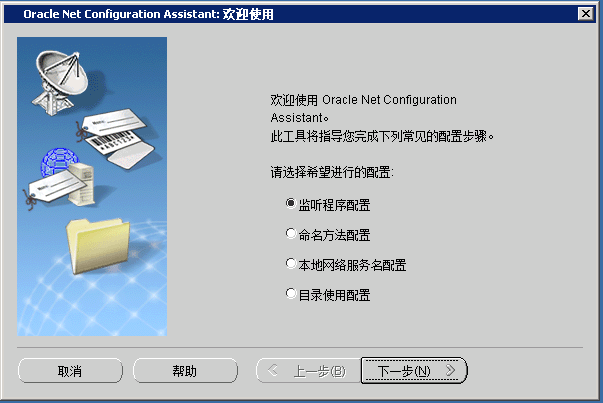 Oracle Net Configuration Assistant: 欢迎使用
欢迎使用 Oracle Net Configuration
Assistant。
此工具将指导您完成下列常见的配置步骤。
请选择希望进行的配置:
监听程序配置
命名方法配置
本地网络服务名配置
目录使用配置
取消
帮助
上一步(B)
下一步(N)